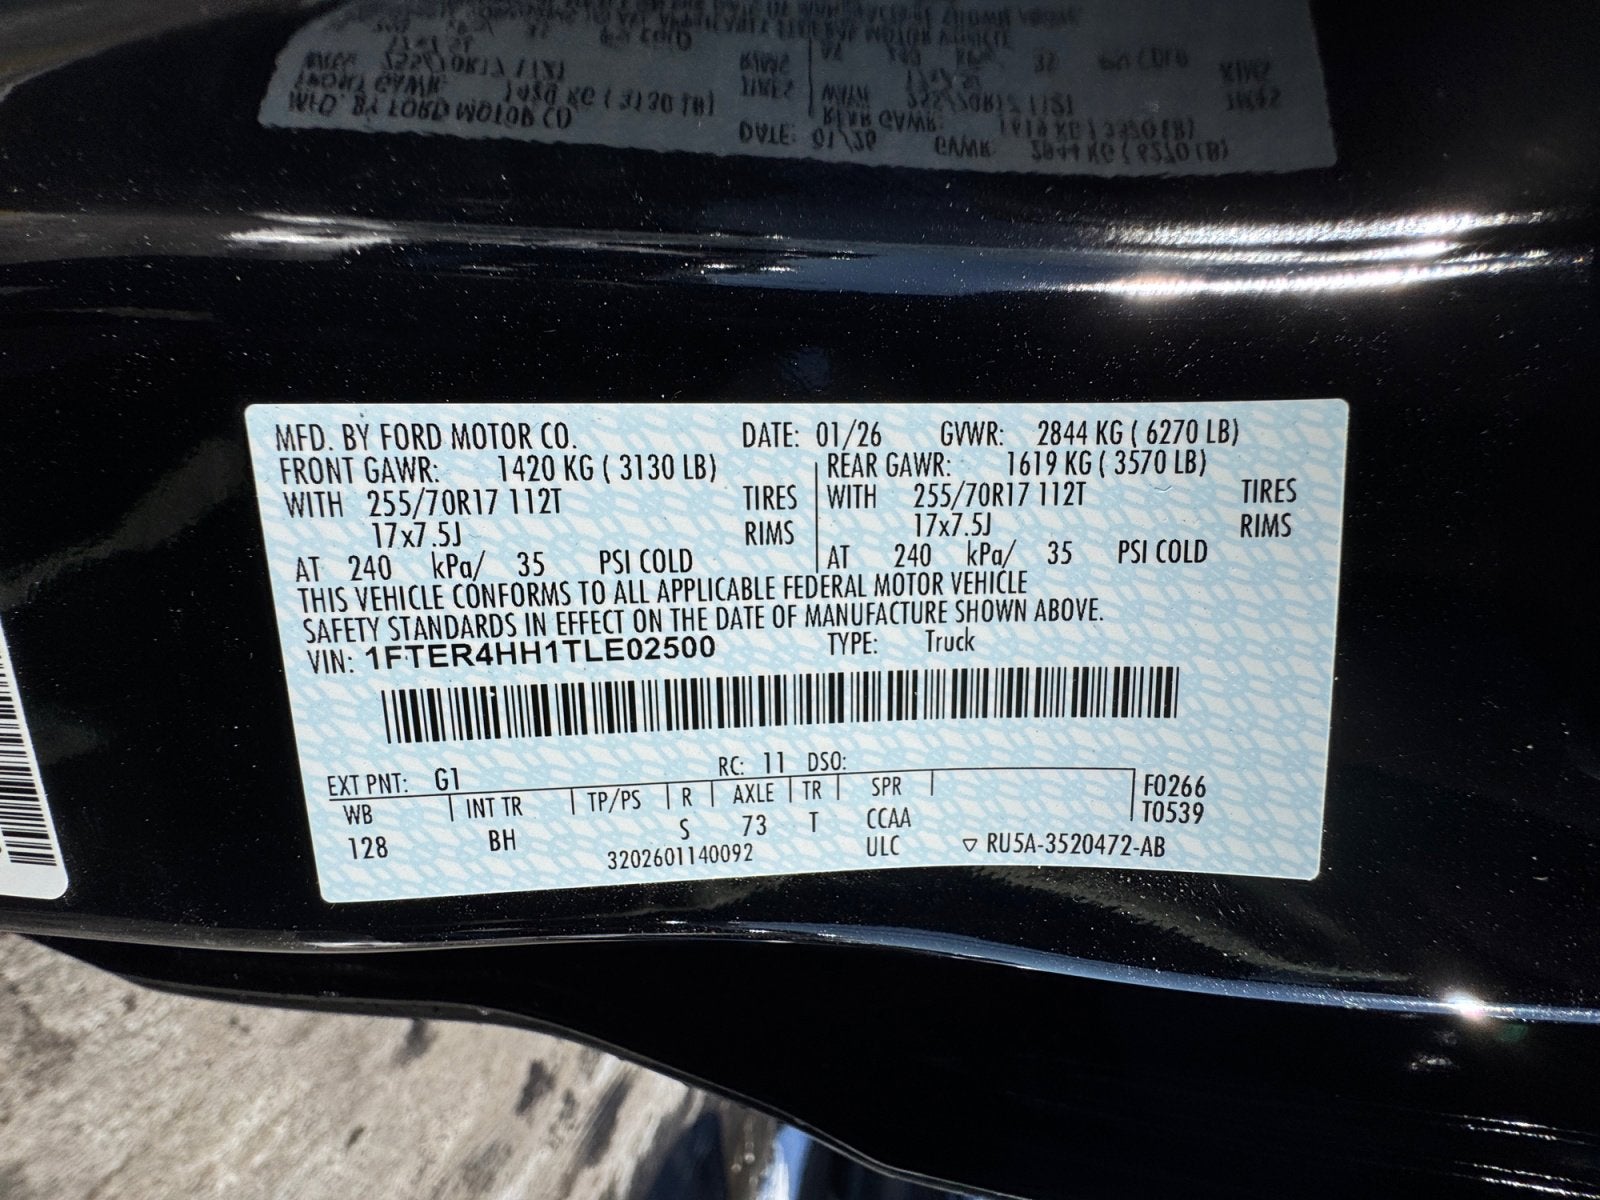 MFD. BY FORD MOTOR CO. DATE: 01/26 GVWR: 2844 KG ( 6270 LB)
FRONT GAWR: 1420 KG ( 3130 LB) REAR GAWR: 1619 KG ( 3570 LB)
WITH 255/70R17 112T TIRES WITH 255/70R17 112T TIRES
17x7.5J RIMS 17x7.5J RIMS
AT 240 kPa/ 35 PSI COLD AT 240 kPa/ 35 PSI COLD
THIS VEHICLE CONFORMS TO ALL APPLICABLE FEDERAL MOTOR VEHICLE
SAFETY STANDARDS IN EFFECT ON THE DATE OF MANUFACTURE SHOWN ABOVE.
VIN: 1FTER4HH1TLE02500 TYPE: Truck
EXT PNT: G1 RC: 11 DSO:
WB INT TR TP/PS R AXLE TR SPR F0266
128 BH S 73 T CCAA T0539
3202601140092 ULC ▽ RU5A-3520472-AB